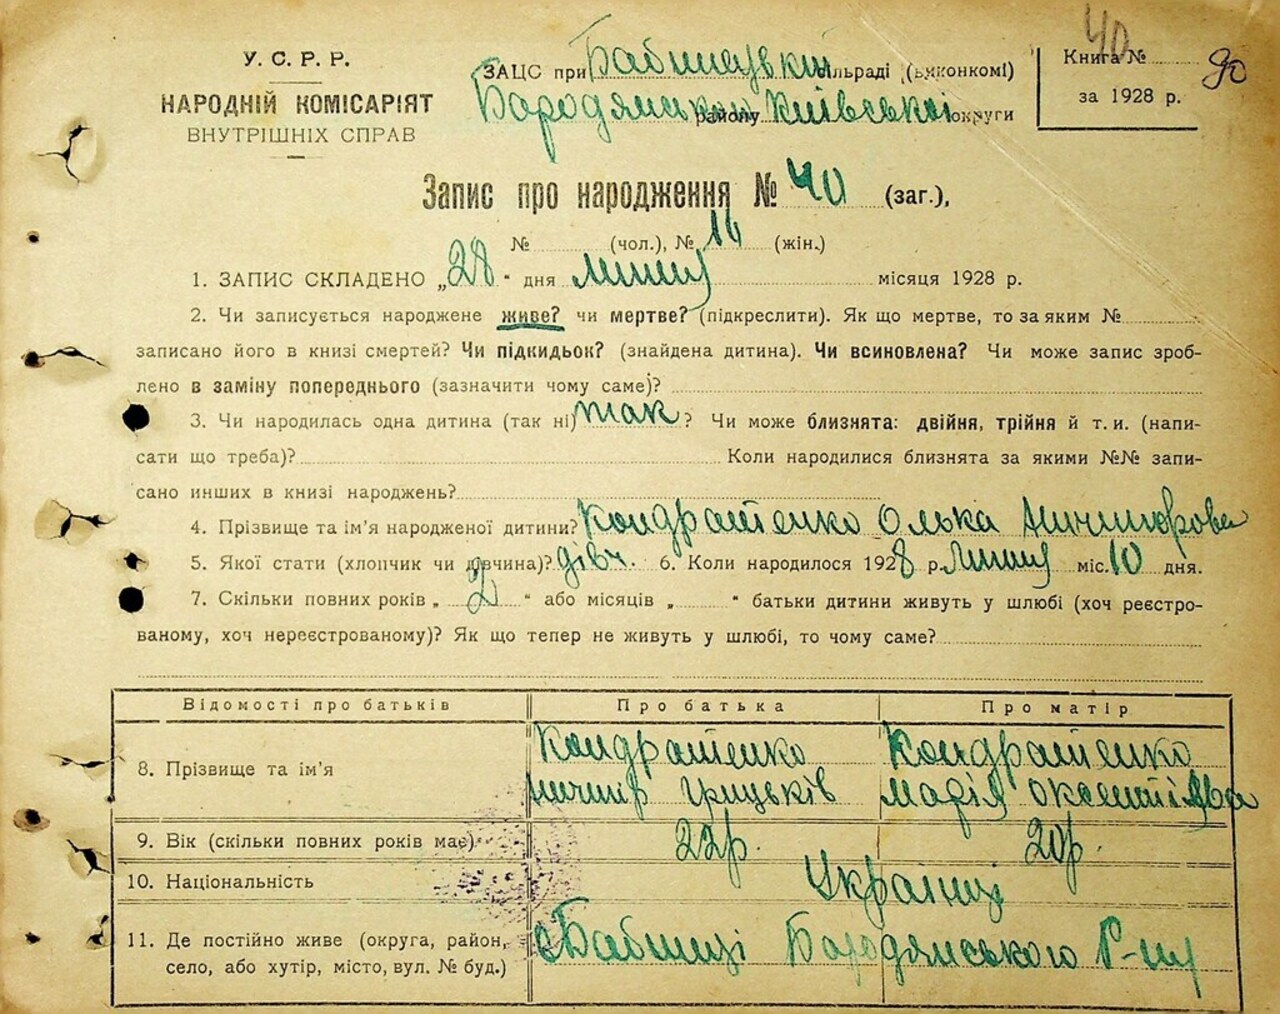 У. С. Р. Р.
НАРОДНІЙ КОМІСАРІЯТ
ВНУТРІШНІХ СПРАВ
ЗАЦС при Бабинецькій сільраді (виконкомі)
Бородянського району Київської округи
40
Книга № 90
за 1928 р.
Запис про народження № 40 (заг.),
№ (чол.), № 16 (жін.)
1. ЗАПИС СКЛАДЕНО „28" дня липня місяця 1928 р.
2. Чи записується народжене живе? чи мертве? (підкреслити). Як що мертве, то за яким №
записано його в книзі смертей? Чи підкидьок? (знайдена дитина). Чи всиновлена? Чи може запис зроб-
лено в заміну попереднього (зазначити чому саме)?
3. Чи народилась одна дитина (так ні) так? Чи може близнята: двійня, трійня й т. и. (напи-
сати що треба)? Коли народилися близнята за якими №№ запи-
сано инших в книзі народжень?
4. Прізвище та ім'я народженої дитини? Кондратенко Олька
5. Якої стати (хлопчик чи дівчина)? дівч. 6. Коли народилося 1928 р. липня міс. 10 дня.
7. Скільки повних років „ 2 " або місяців „ " батьки дитини живуть у шлюбі (хоч реєстро-
ваному, хоч нереєстрованому)? Як що тепер не живуть у шлюбі, то чому саме?
Відомості про батьків Про батька Про матір
8. Прізвище та ім'я Кондратенко Кондратенко
Грицьків Марія
9. Вік (скільки повних років має) 22р. 20р.
10. Національність Українці
11. Де постійно живе (округа, район,
село, або хутір, місто, вул. № буд.) с Бабинці Бородянського Р-ну